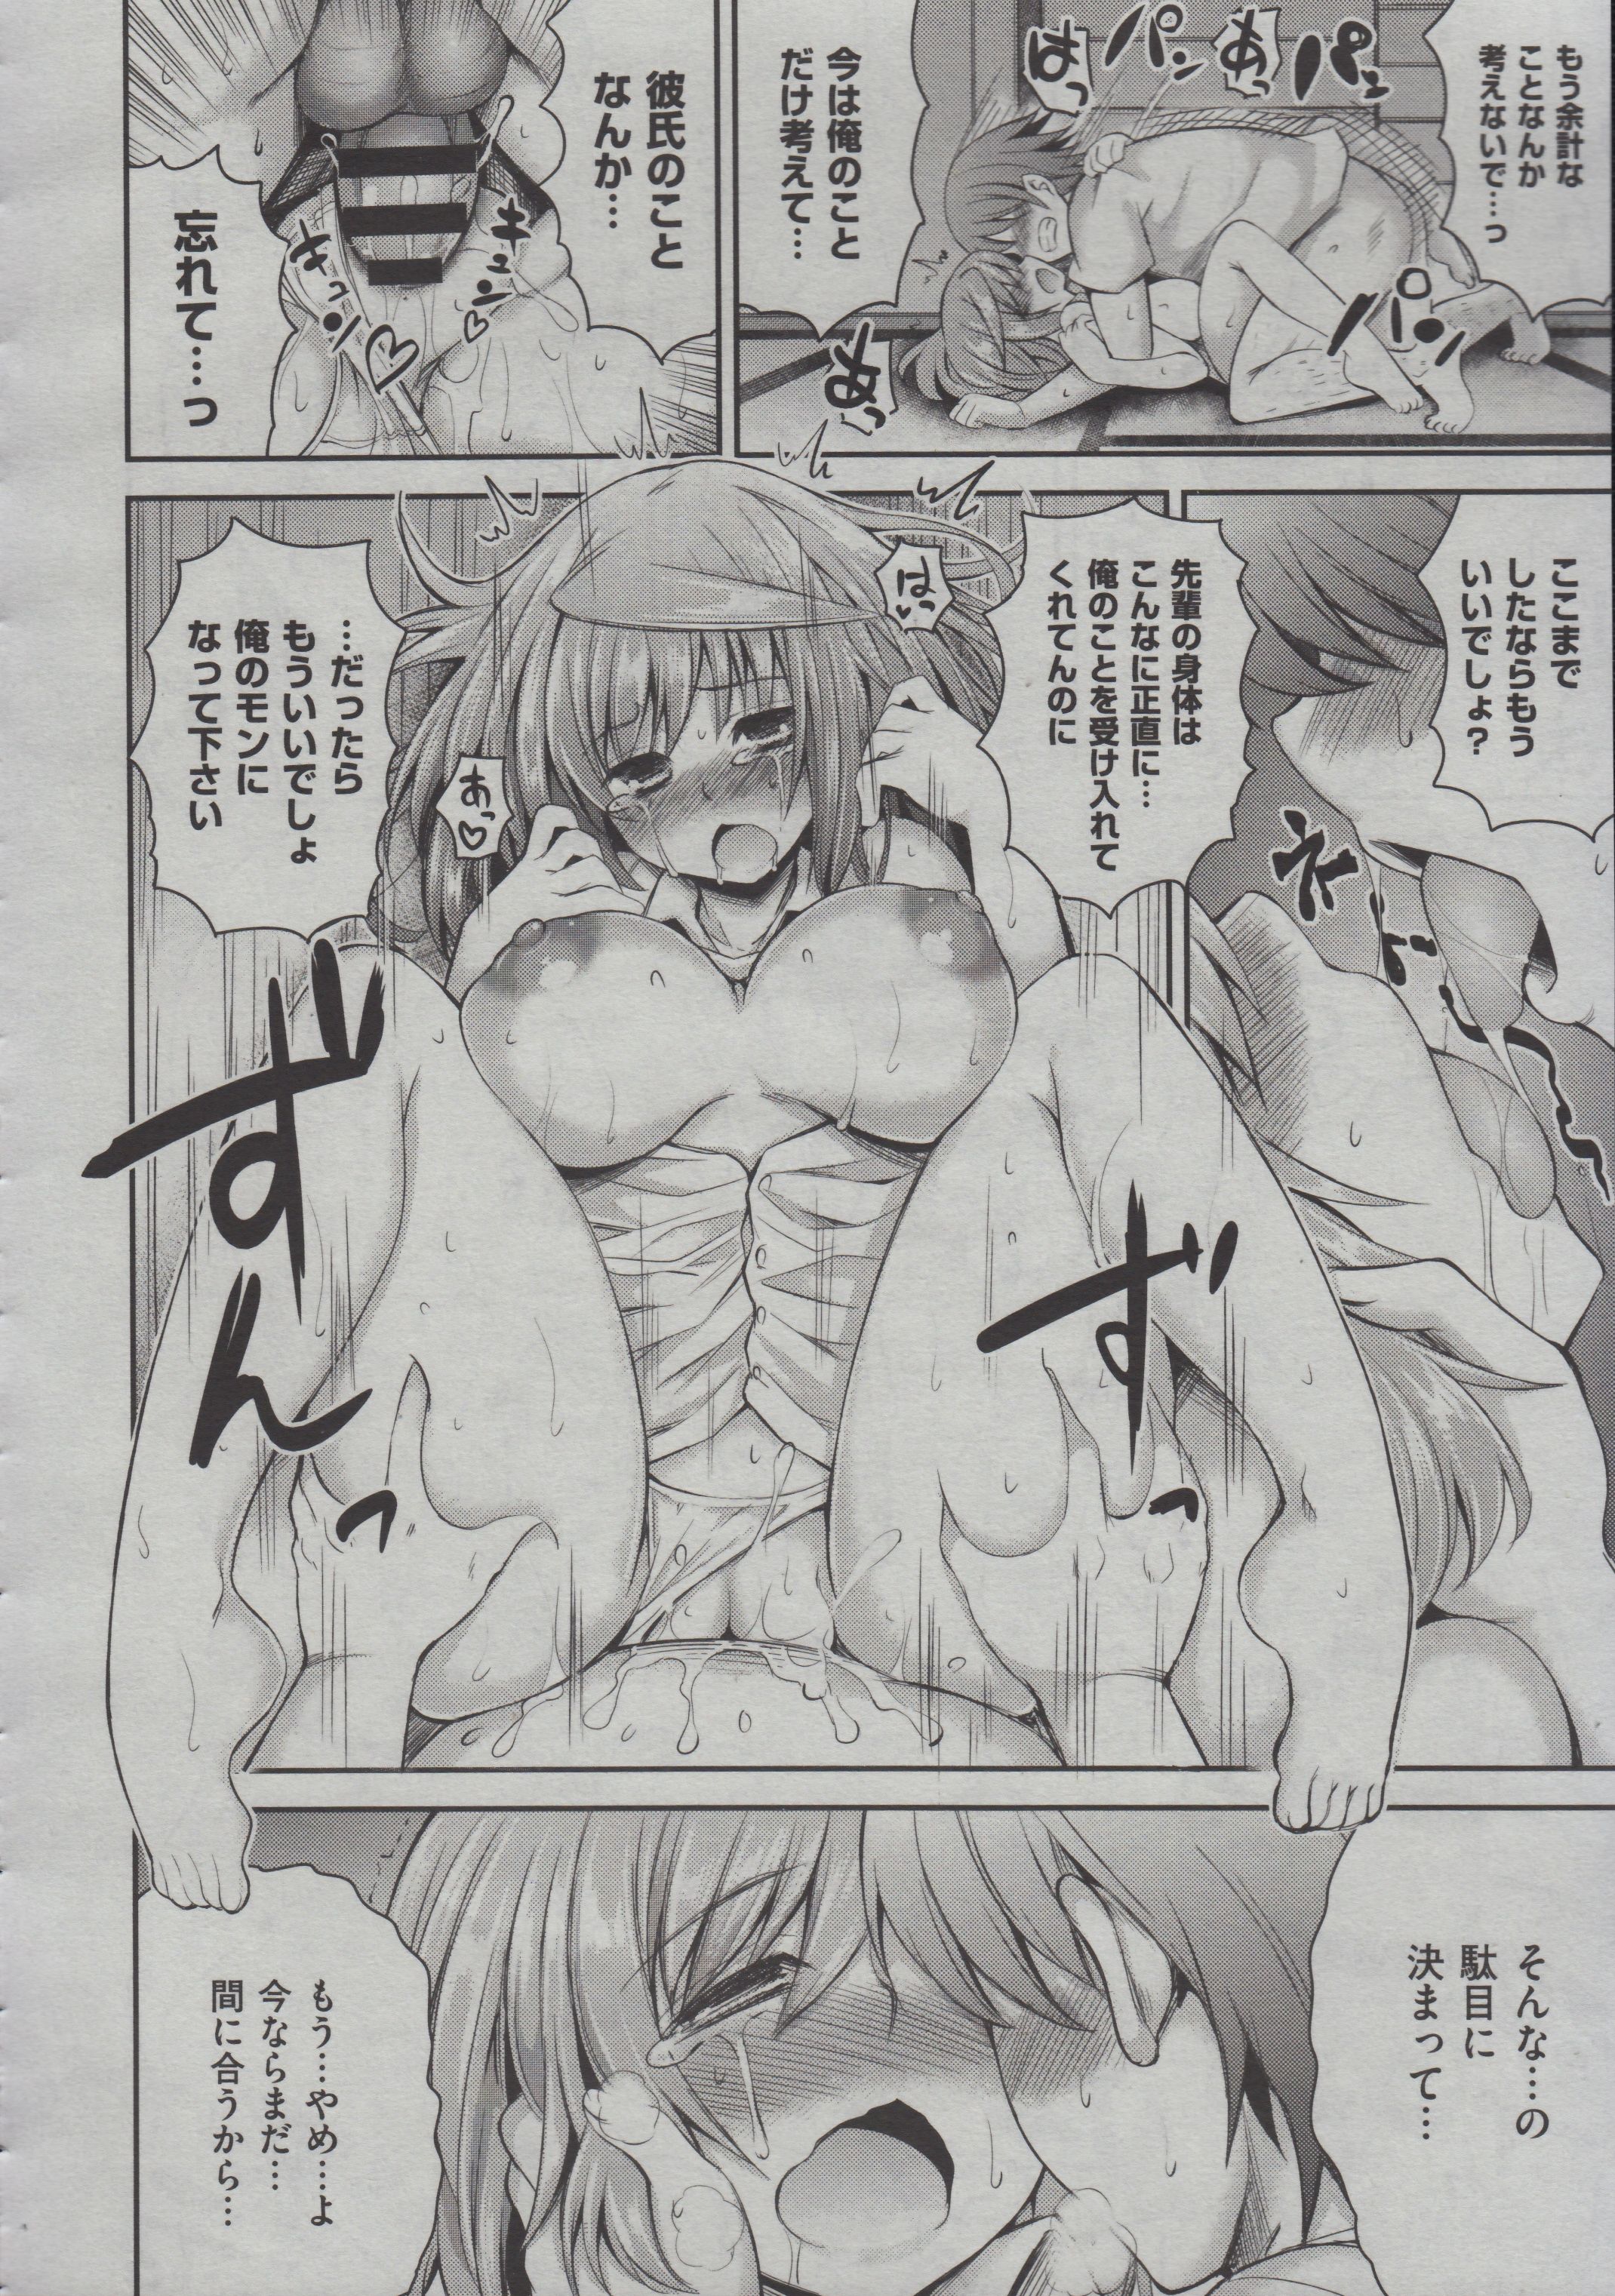 もう余計な
ことなんか
考えないで…っ
パンっ
あっ
パン
はっ
今は俺のこと
だけ考えて…
パンっ
めっ
彼氏のこと
なんか…
キュン
キュン
忘れて…っ
ここまで
したならもう
いいでしょ？
先輩の身体は
こんなに正直に…
俺のことを受け入れて
くれてんのに
はっ
あっ
…だったら
もういいでしょ
俺のモンに
なって下さい
ずっ
ずんっ
そんな…の
駄目に
決まって…
もう…やめ…よ
今ならまだ…
間に合うから…